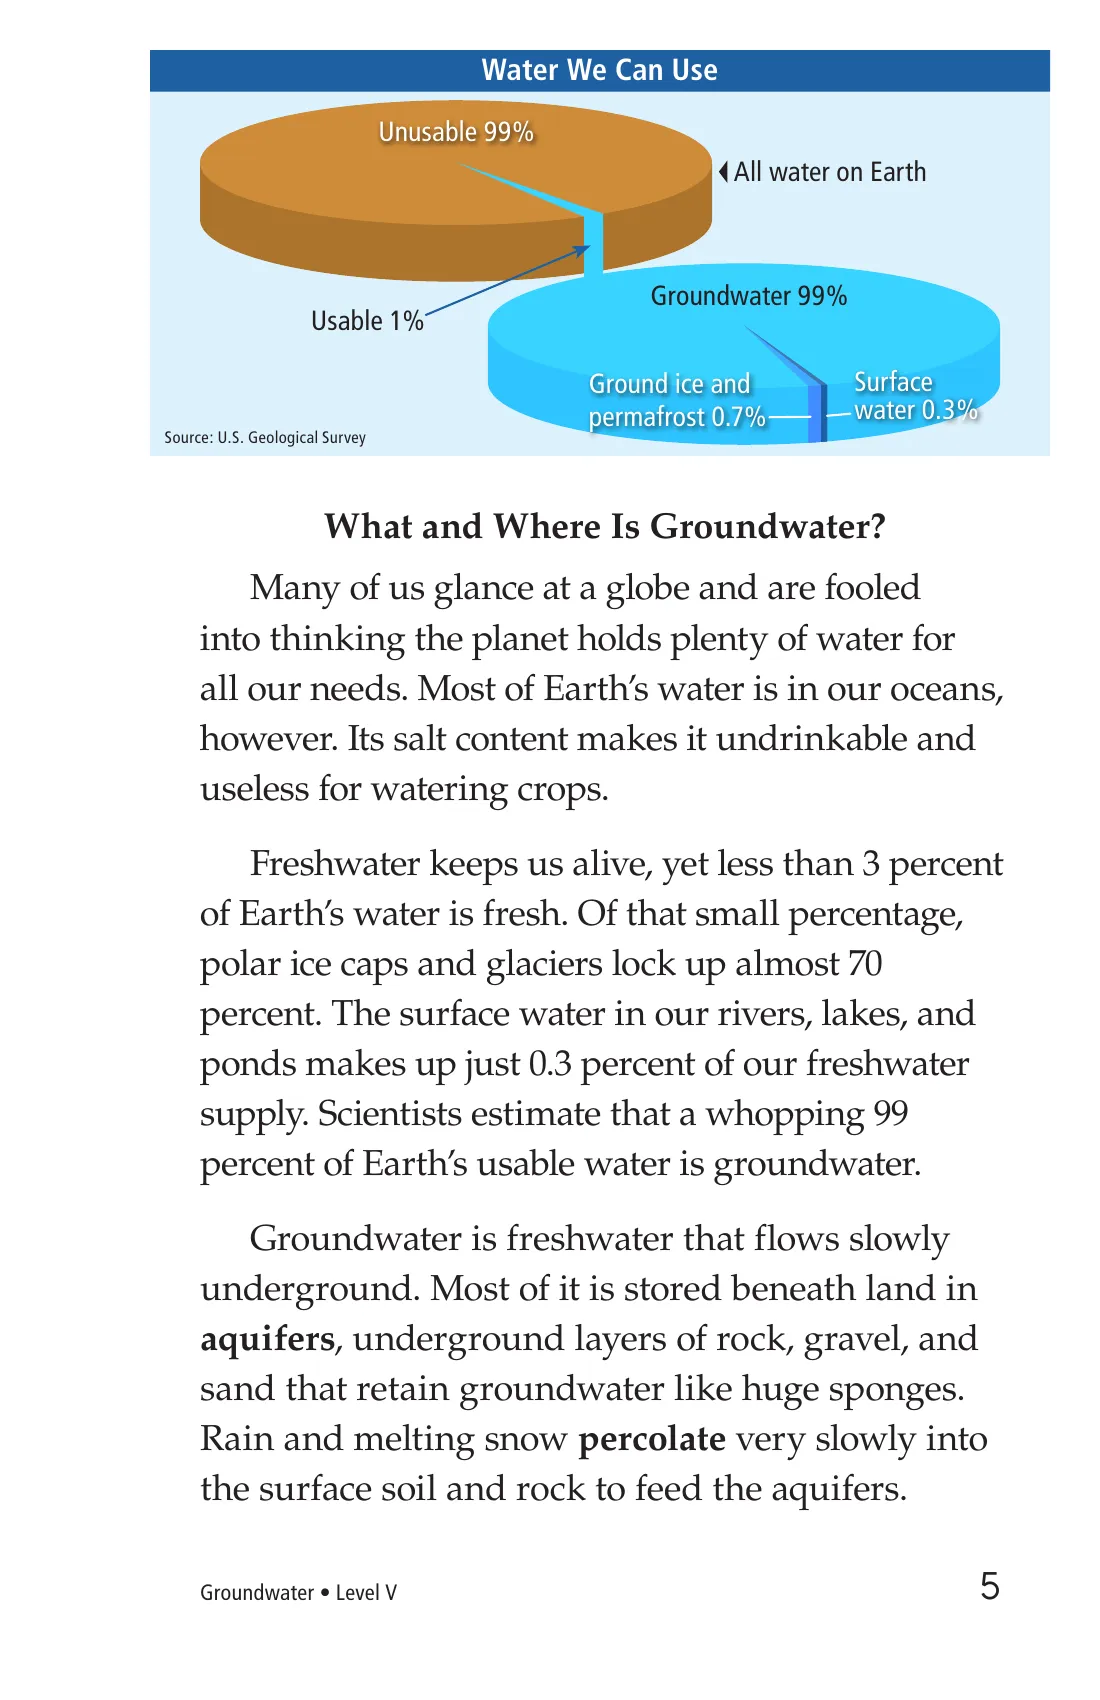 Water We Can Use
Unusable 99%
All water on Earth
Usable 1%
Groundwater 99%
Ground ice and
permafrost 0.7%
Surface
water 0.3%
Source: U.S. Geological Survey
What and Where Is Groundwater?
Many of us glance at a globe and are fooled
into thinking the planet holds plenty of water for
all our needs. Most of Earth’s water is in our oceans,
however. Its salt content makes it undrinkable and
useless for watering crops.
Freshwater keeps us alive, yet less than 3 percent
of Earth’s water is fresh. Of that small percentage,
polar ice caps and glaciers lock up almost 70
percent. The surface water in our rivers, lakes, and
ponds makes up just 0.3 percent of our freshwater
supply. Scientists estimate that a whopping 99
percent of Earth’s usable water is groundwater.
Groundwater is freshwater that flows slowly
underground. Most of it is stored beneath land in
aquifers, underground layers of rock, gravel, and
sand that retain groundwater like huge sponges.
Rain and melting snow percolate very slowly into
the surface soil and rock to feed the aquifers.
Groundwater • Level V
5